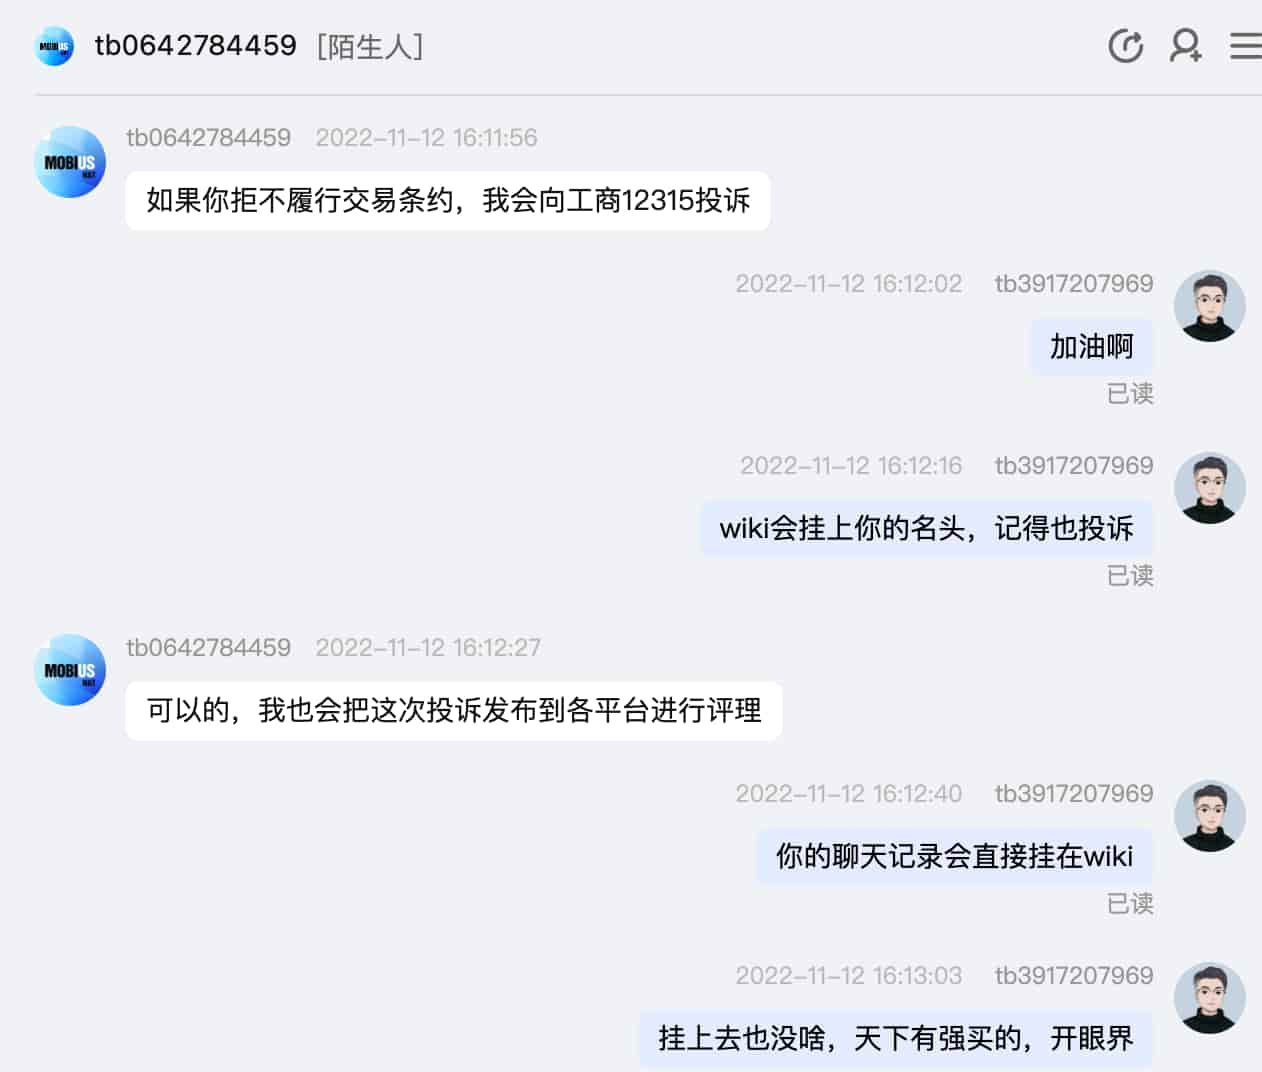 tb0642784459 [陌生人]
tb0642784459 2022-11-12 16:11:56
MOBIUS
如果你拒不履行交易条约，我会向工商12315投诉
2022-11-12 16:12:02 tb3917207969
加油啊
已读
2022-11-12 16:12:16 tb3917207969
wiki会挂上你的名头，记得也投诉
已读
tb0642784459 2022-11-12 16:12:27
MOBIUS
可以的，我也会把这次投诉发布到各平台进行评理
2022-11-12 16:12:40 tb3917207969
你的聊天记录会直接挂在wiki
已读
2022-11-12 16:13:03 tb3917207969
挂上去也没啥，天下有强买的，开眼界